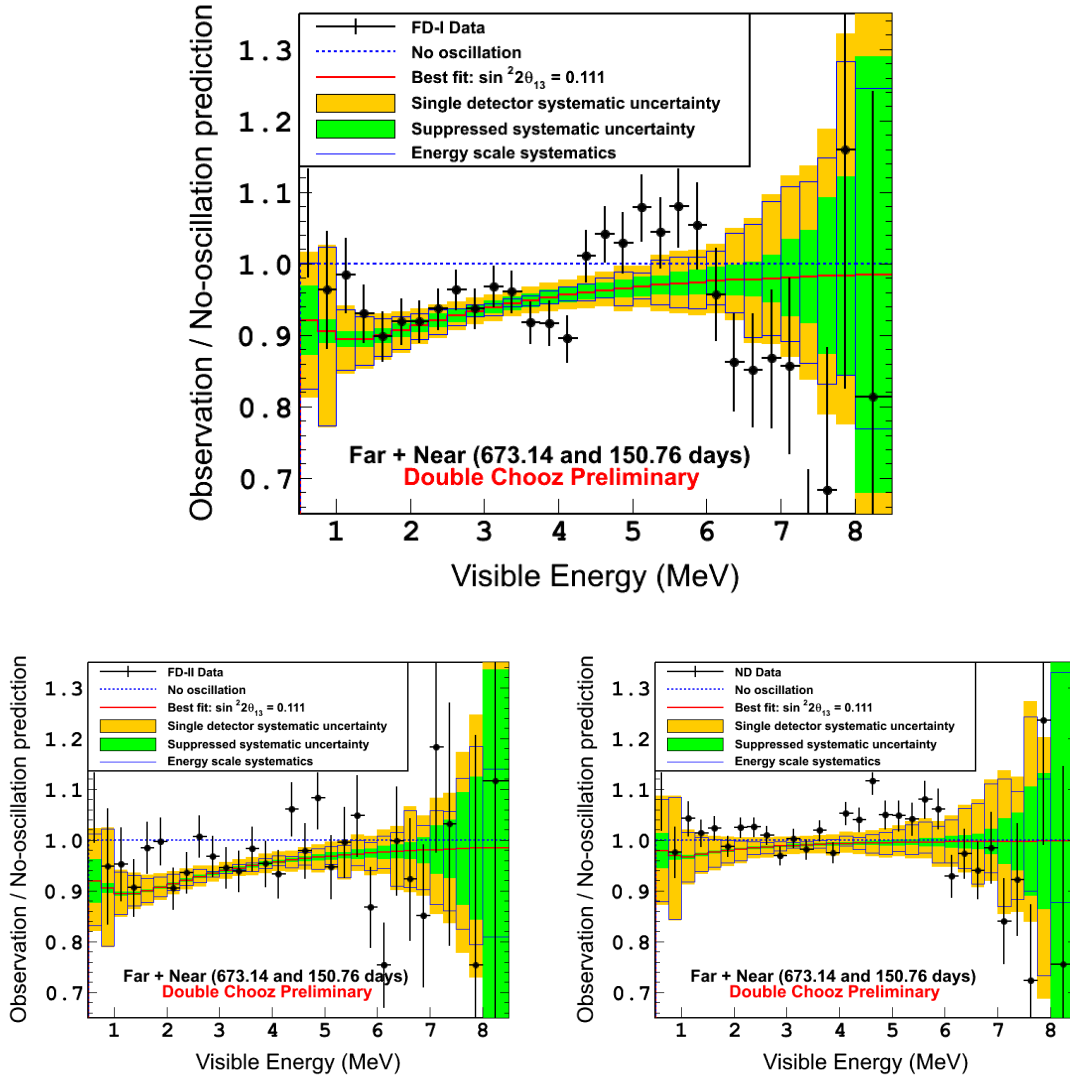 FD-I Data
No oscillation
Best fit: sin ²2θ₁₃ = 0.111
Single detector systematic uncertainty
Suppressed systematic uncertainty
Energy scale systematics
Observation / No-oscillation prediction
1.3
1.2
1.1
1.0
0.9
0.8
0.7
Far + Near (673.14 and 150.76 days)
Double Chooz Preliminary
1 2 3 4 5 6 7 8
Visible Energy (MeV)
FD-II Data
No oscillation
Best fit: sin ²2θ₁₃ = 0.111
Single detector systematic uncertainty
Suppressed systematic uncertainty
Energy scale systematics
Observation / No-oscillation prediction
1.3
1.2
1.1
1.0
0.9
0.8
0.7
Far + Near (673.14 and 150.76 days)
Double Chooz Preliminary
1 2 3 4 5 6 7 8
Visible Energy (MeV)
ND Data
No oscillation
Best fit: sin ²2θ₁₃ = 0.111
Single detector systematic uncertainty
Suppressed systematic uncertainty
Energy scale systematics
Observation / No-oscillation prediction
1.3
1.2
1.1
1.0
0.9
0.8
0.7
Far + Near (673.14 and 150.76 days)
Double Chooz Preliminary
1 2 3 4 5 6 7 8
Visible Energy (MeV)